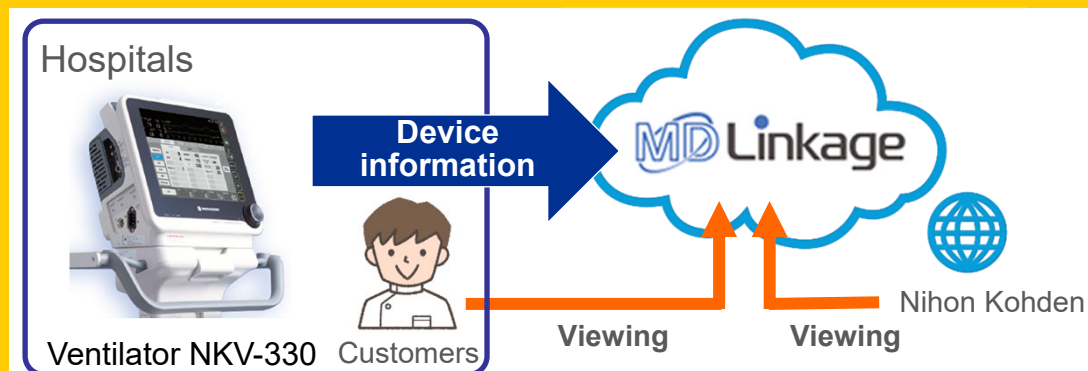 Hospitals
Device
information
MD Linkage
Ventilator NKV-330
Customers
Viewing
Viewing
Nihon Kohden